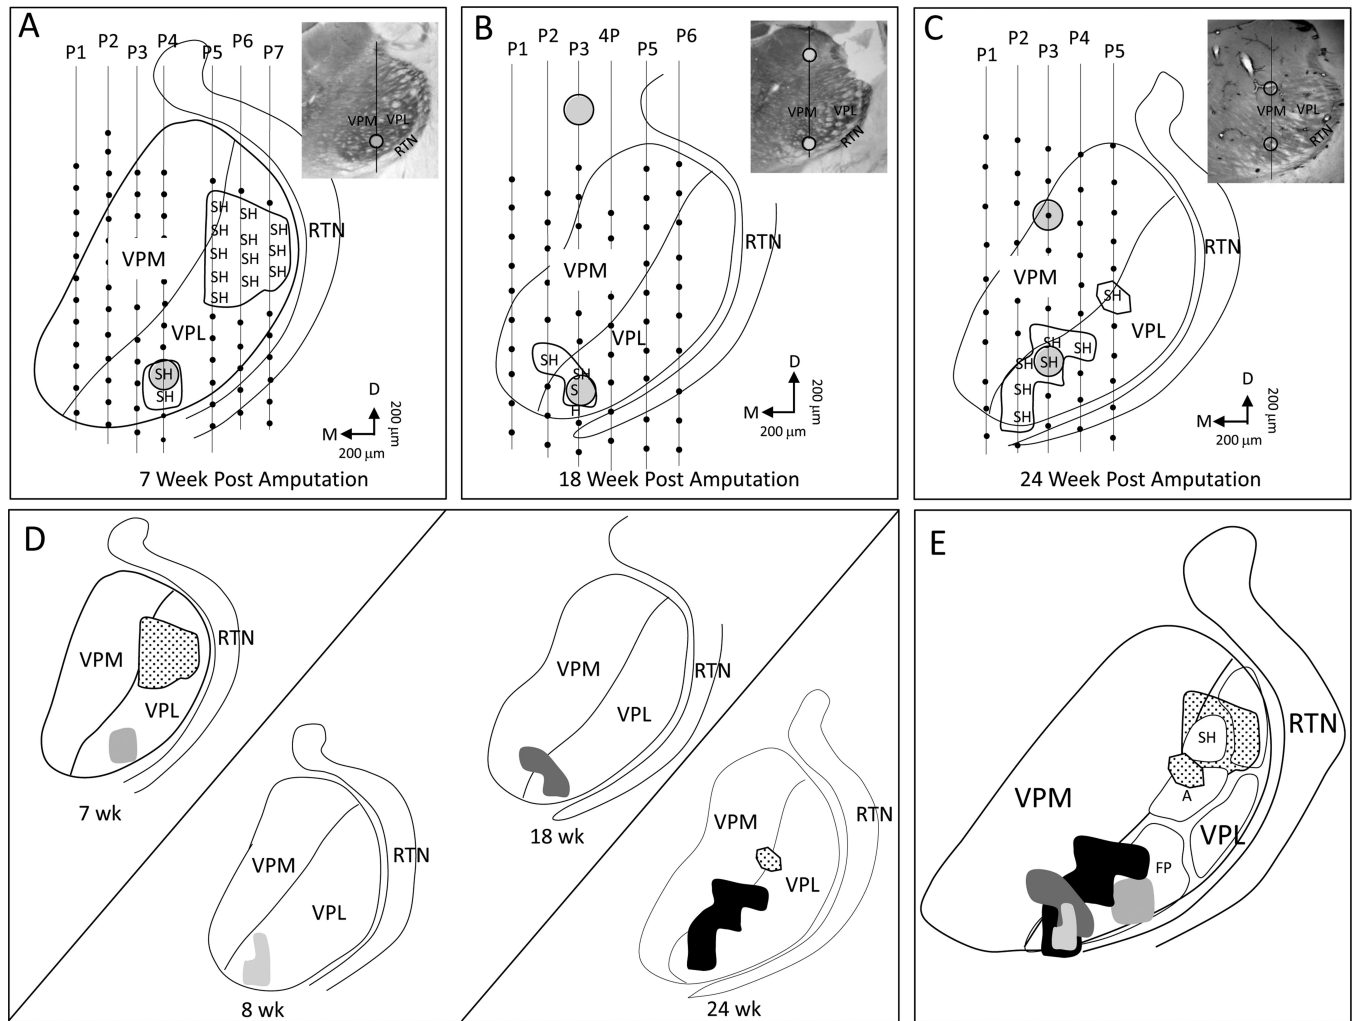 A
P1
P2
P3
P4
P5
P6
P7
VPM
VPL
RTN
SH
SH
SH
SH
SH
SH
SH
SH
SH
SH
SH
SH
RTN
VPM
VPL
SH
SH
D
M
200 µm
200 µm
7 Week Post Amputation
B
P1
P2
P3
4P
P5
P6
VPM
VPL
RTN
RTN
VPM
VPL
SH
SH
S
H
D
M
200 µm
200 µm
18 Week Post Amputation
C
P1
P2
P3
P4
P5
VPM
VPL
RTN
RTN
VPM
SH
VPL
SH
SH
SH
SH
SH
SH
D
M
200 µm
200 µm
24 Week Post Amputation
D
VPM
RTN
VPL
7 wk
VPM
RTN
VPL
8 wk
VPM
RTN
VPL
18 wk
VPM
RTN
VPL
24 wk
E
RTN
SH
VPM
A
VPL
FP